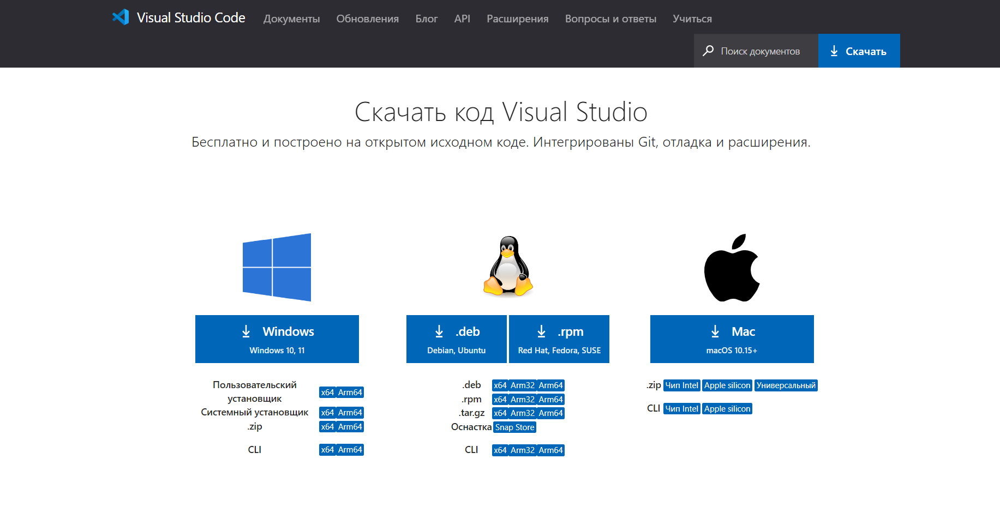 Visual Studio Code Документы Обновления Блог API Расширения Вопросы и ответы Учиться
Поиск документов Скачать
Скачать код Visual Studio
Бесплатно и построено на открытом исходном коде. Интегрированы Git, отладка и расширения.
Windows
Windows 10, 11
.deb
Debian, Ubuntu
.rpm
Red Hat, Fedora, SUSE
Mac
macOS 10.15+
Пользовательский
установщик x64 Arm64
Системный установщик x64 Arm64
.zip x64 Arm64
CLI x64 Arm64
.deb x64 Arm32 Arm64
.rpm x64 Arm32 Arm64
.tar.gz x64 Arm32 Arm64
Оснастка Snap Store
CLI x64 Arm32 Arm64
.zip Чип Intel Apple silicon Универсальный
CLI Чип Intel Apple silicon